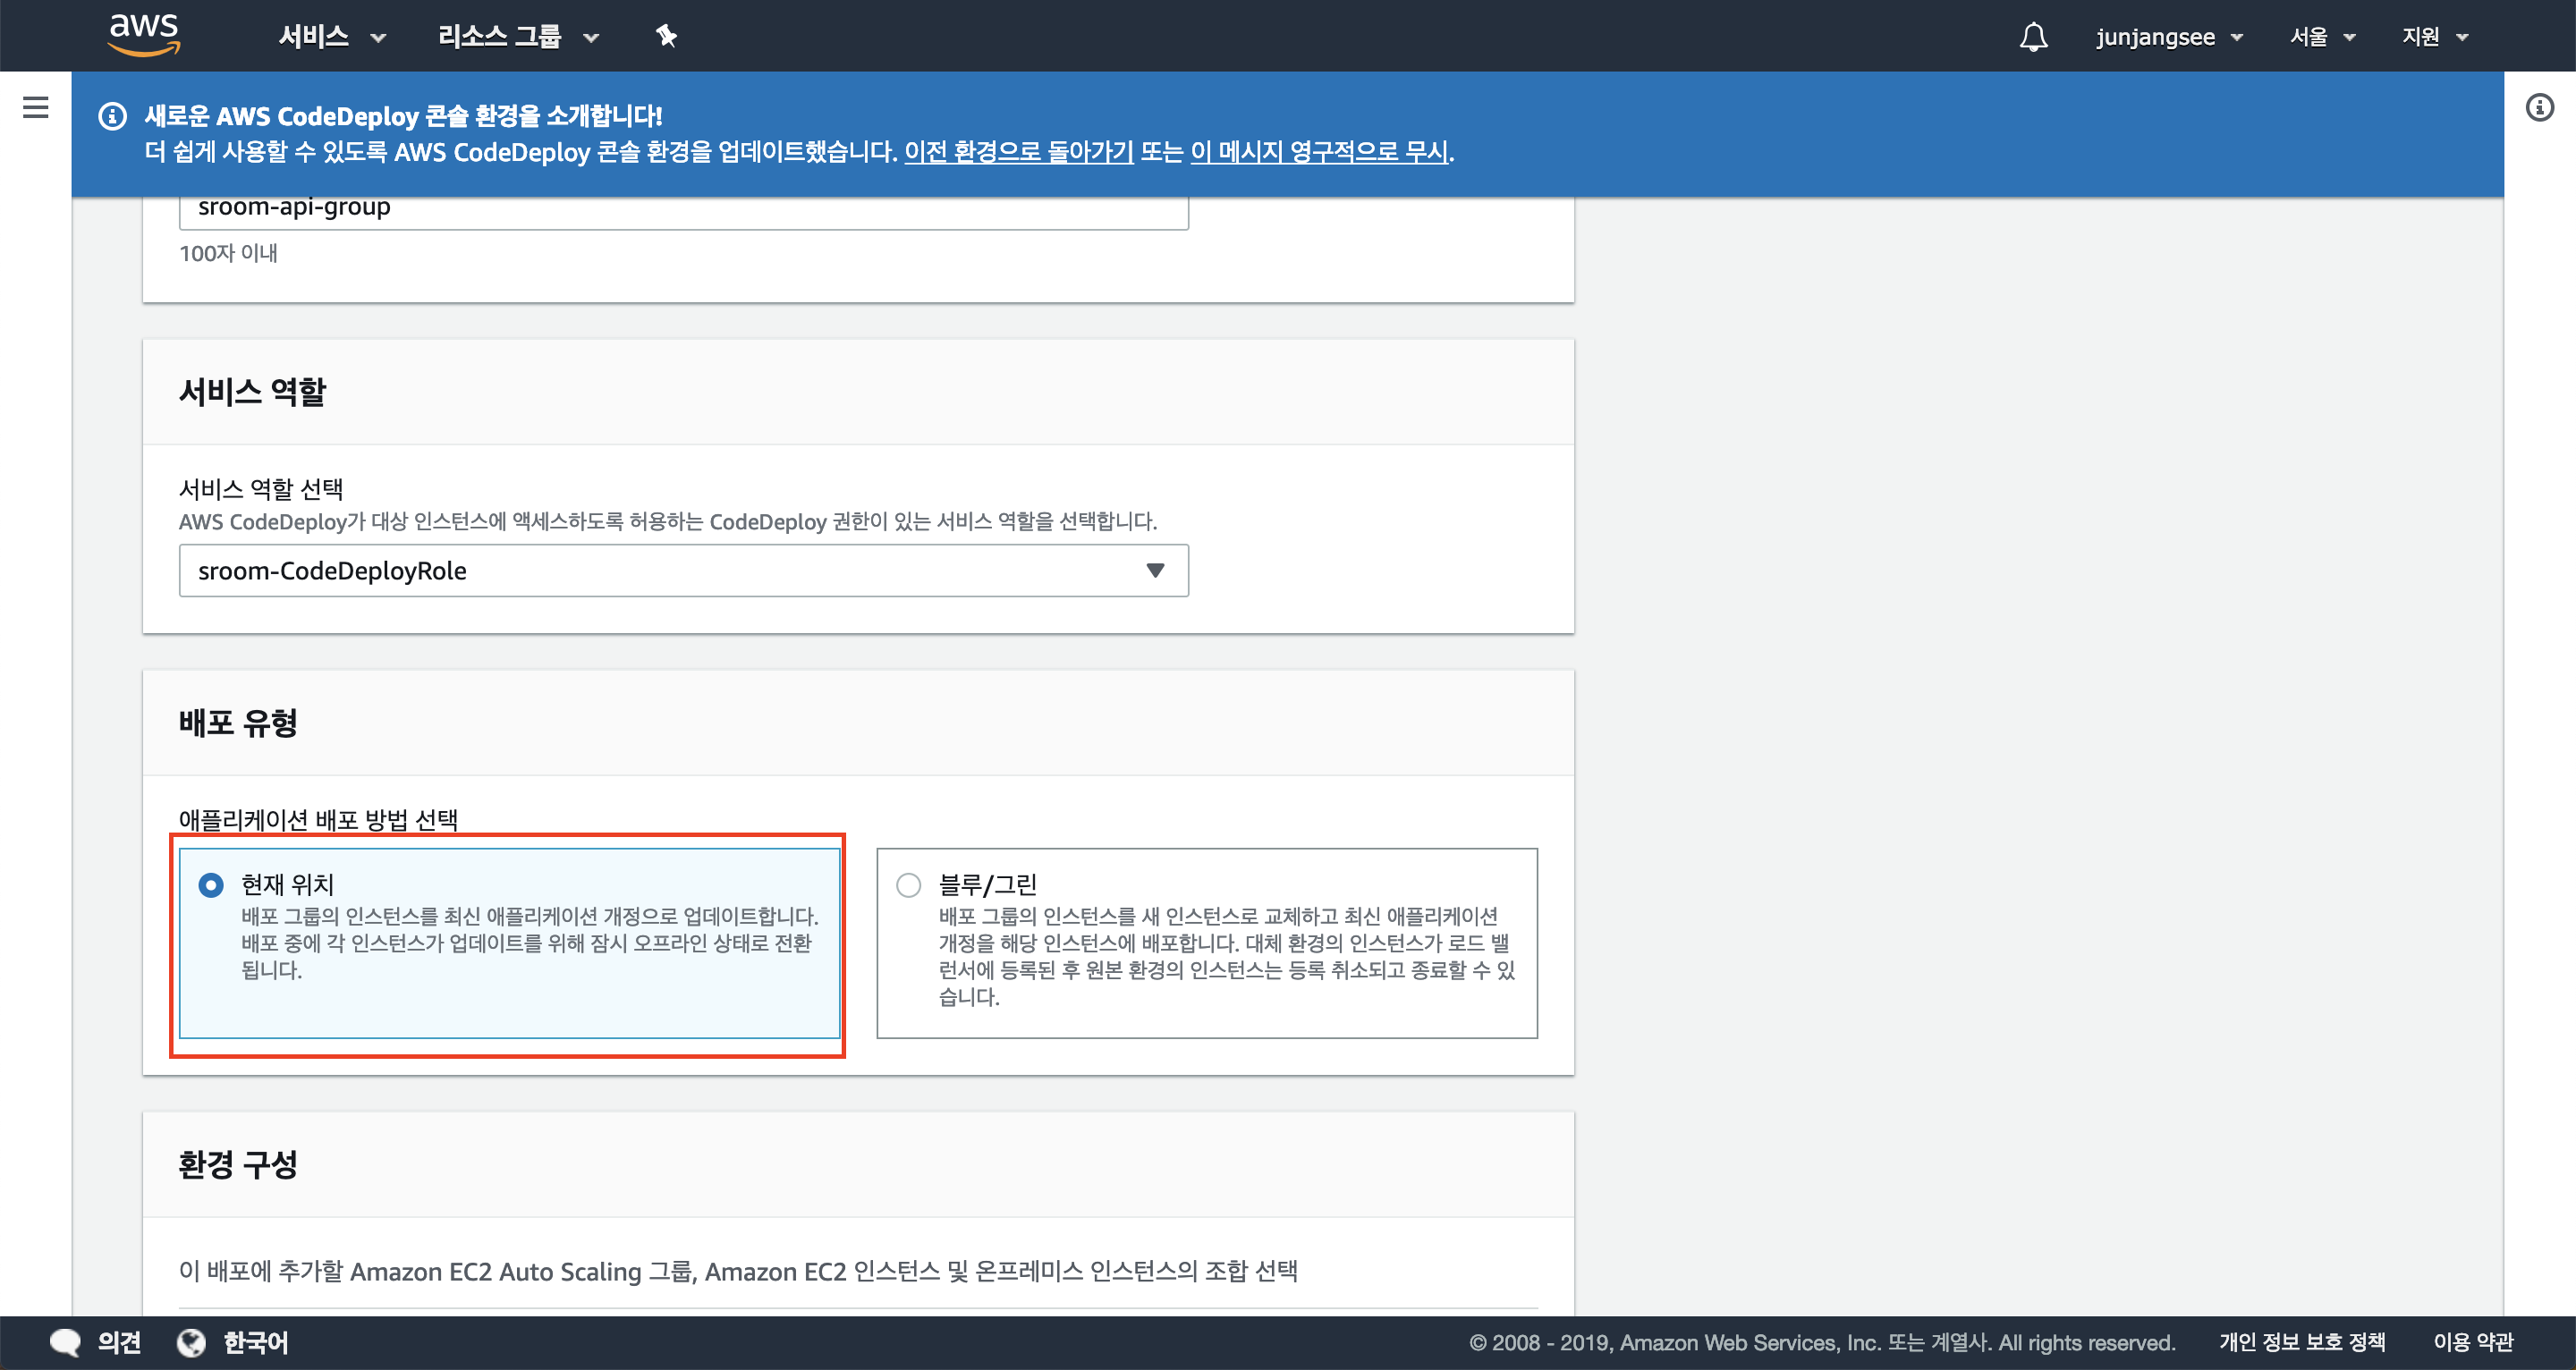 aws 서비스 리소스 그룹 junjangsee 서울 지원
새로운 AWS CodeDeploy 콘솔 환경을 소개합니다!
더 쉽게 사용할 수 있도록 AWS CodeDeploy 콘솔 환경을 업데이트했습니다. 이전 환경으로 돌아가기 또는 이 메시지 영구적으로 무시.
sroom-api-group
100자 이내
서비스 역할
서비스 역할 선택
AWS CodeDeploy가 대상 인스턴스에 액세스하도록 허용하는 CodeDeploy 권한이 있는 서비스 역할을 선택합니다.
sroom-CodeDeployRole
배포 유형
애플리케이션 배포 방법 선택
현재 위치
배포 그룹의 인스턴스를 최신 애플리케이션 개정으로 업데이트합니다.
배포 중에 각 인스턴스가 업데이트를 위해 잠시 오프라인 상태로 전환
됩니다.
블루/그린
배포 그룹의 인스턴스를 새 인스턴스로 교체하고 최신 애플리케이션
개정을 해당 인스턴스에 배포합니다. 대체 환경의 인스턴스가 로드 밸
런서에 등록된 후 원본 환경의 인스턴스는 등록 취소되고 종료할 수 있
습니다.
환경 구성
이 배포에 추가할 Amazon EC2 Auto Scaling 그룹, Amazon EC2 인스턴스 및 온프레미스 인스턴스의 조합 선택
의견 한국어 © 2008 - 2019, Amazon Web Services, Inc. 또는 계열사. All rights reserved. 개인 정보 보호 정책 이용 약관